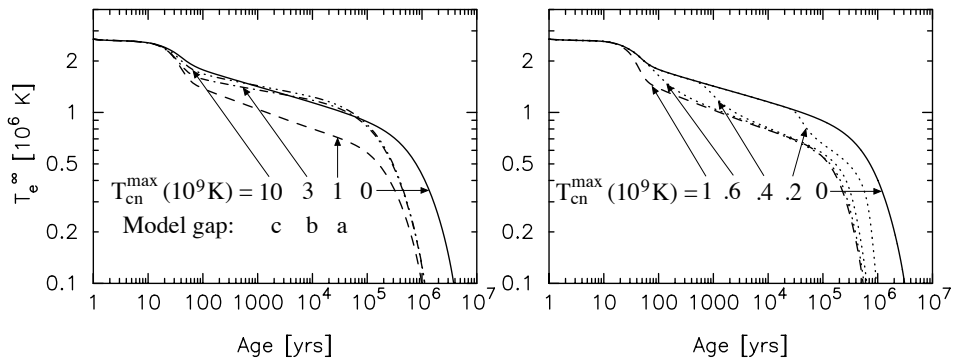 T_e^∞ [10^6 K]
2
1
0.5
0.2
0.1
T_cn^max (10^9K) = 10 3 1 0
Model gap: c b a
1 10 100 1000 10^4 10^5 10^6 10^7
Age [yrs]
2
1
0.5
0.2
0.1
T_cn^max (10^9K) = 1 .6 .4 .2 0
1 10 100 1000 10^4 10^5 10^6 10^7
Age [yrs]